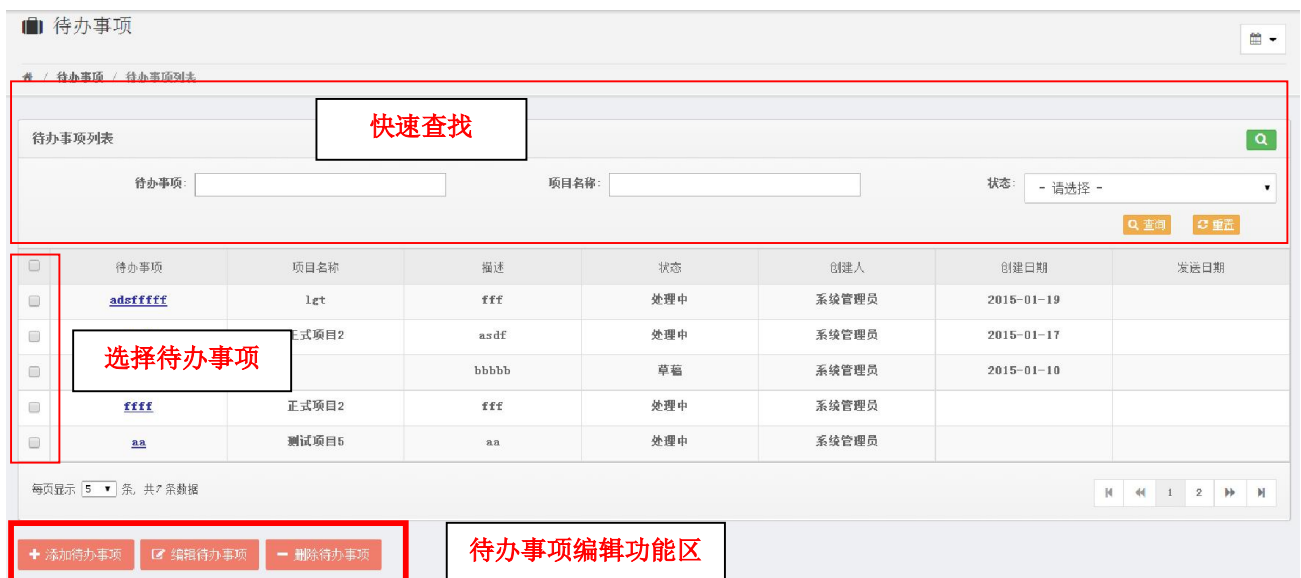 待办事项
/ 待办事项 / 待办事项列表
快速查找
待办事项列表
待办事项: 项目名称: 状态: - 请选择 -
查询 重置
待办事项 项目名称 描述 状态 创建人 创建日期 发送日期
adsfffff lgt fff 处理中 系统管理员 2015-01-19
正式项目2 asdf 处理中 系统管理员 2015-01-17
选择待办事项
bbbbb 草稿 系统管理员 2015-01-10
ffff 正式项目2 fff 处理中 系统管理员
aa 测试项目5 aa 处理中 系统管理员
每页显示 5 条, 共7条数据 1 2
添加待办事项 编辑待办事项 删除待办事项
待办事项编辑功能区